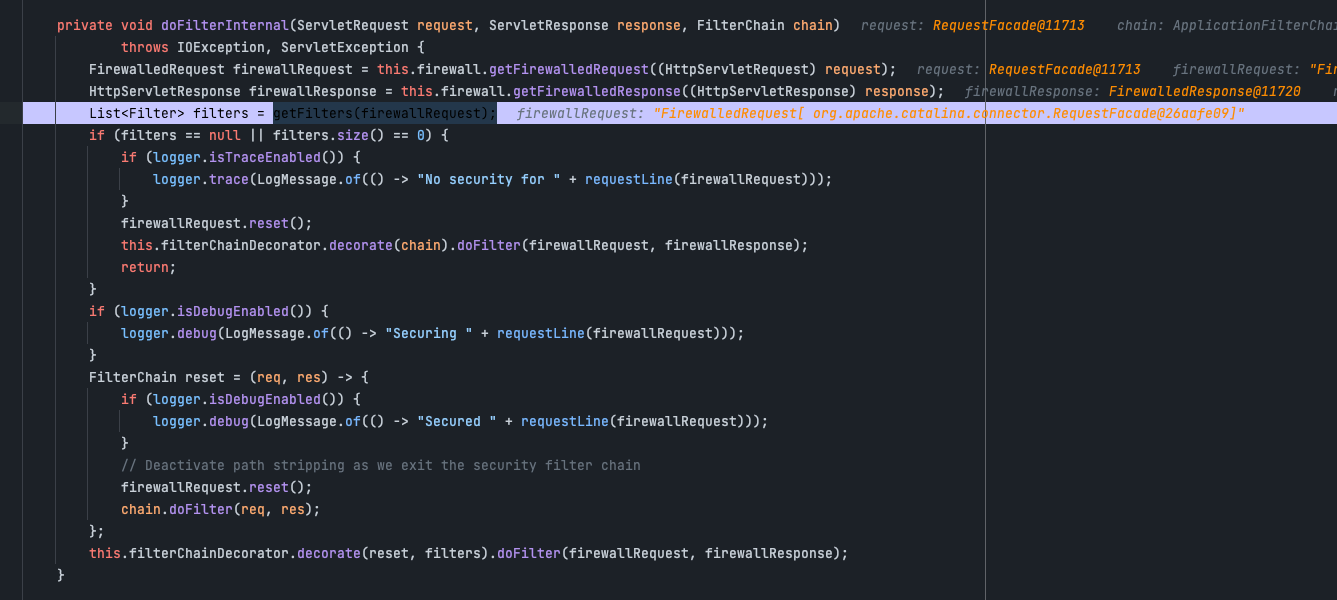 private void doFilterInternal(ServletRequest request, ServletResponse response, FilterChain chain)   request: RequestFacade@11713   chain: ApplicationFilterChai
        throws IOException, ServletException {
    FirewalledRequest firewallRequest = this.firewall.getFirewalledRequest((HttpServletRequest) request);   request: RequestFacade@11713   firewallRequest: "Fir
    HttpServletResponse firewallResponse = this.firewall.getFirewalledResponse((HttpServletResponse) response);   firewallResponse: FirewalledResponse@11720
    List<Filter> filters = getFilters(firewallRequest);   firewallRequest: "FirewalledRequest[ org.apache.catalina.connector.RequestFacade@26aafe09]"
    if (filters == null || filters.size() == 0) {
        if (logger.isTraceEnabled()) {
            logger.trace(LogMessage.of(() -> "No security for " + requestLine(firewallRequest)));
        }
        firewallRequest.reset();
        this.filterChainDecorator.decorate(chain).doFilter(firewallRequest, firewallResponse);
        return;
    }
    if (logger.isDebugEnabled()) {
        logger.debug(LogMessage.of(() -> "Securing " + requestLine(firewallRequest)));
    }
    FilterChain reset = (req, res) -> {
        if (logger.isDebugEnabled()) {
            logger.debug(LogMessage.of(() -> "Secured " + requestLine(firewallRequest)));
        }
        // Deactivate path stripping as we exit the security filter chain
        firewallRequest.reset();
        chain.doFilter(req, res);
    };
    this.filterChainDecorator.decorate(reset, filters).doFilter(firewallRequest, firewallResponse);
}